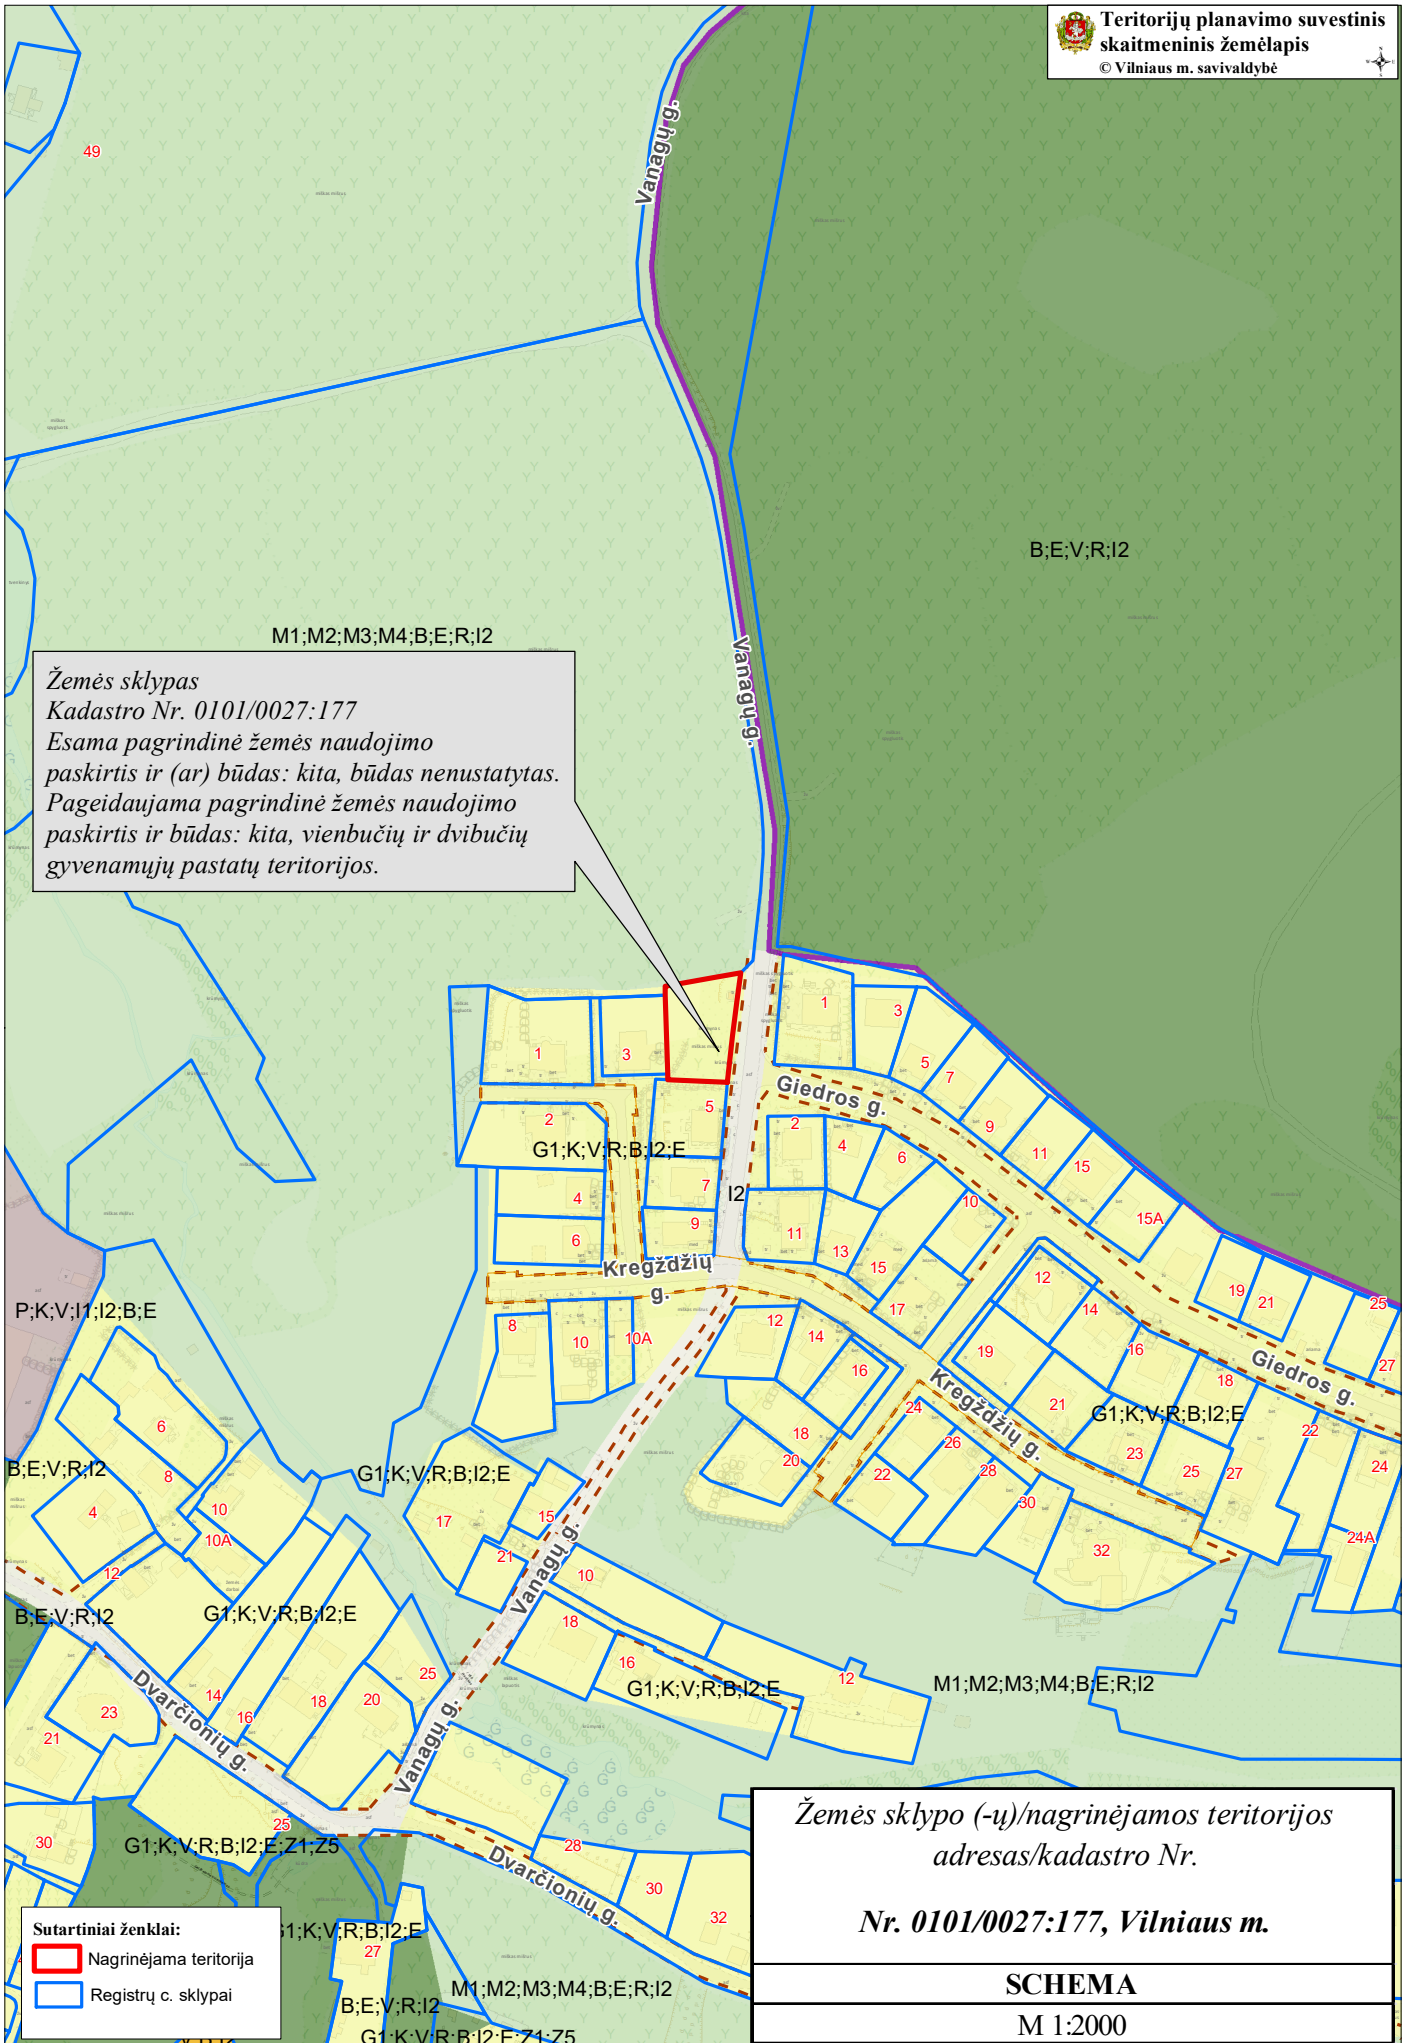 Teritorijų planavimo suvestinis
skaitmeninis žemėlapis
© Vilniaus m. savivaldybė
Vanagų g.
49
B;E;V;R;I2
M1;M2;M3;M4;B;E;R;I2
Vanagų g.
Žemės sklypas
Kadastro Nr. 0101/0027:177
Esama pagrindinė žemės naudojimo
paskirtis ir (ar) būdas: kita, būdas nenustatytas.
Pageidaujama pagrindinė žemės naudojimo
paskirtis ir būdas: kita, vienbučių ir dvibučių
gyvenamųjų pastatų teritorijos.
1
3
1
3
5
7
Giedros g.
5
2
2
4
6
9
11
15
G1;K;V;R;B;I2;E
4
7
I2
10
15A
6
9
11
13
15
Kregždžių
g.
12
17
14
19
21
25
P;K;V;I1;I2;B;E
8
10
10A
12
14
16
19
16
18
Giedros g.
27
Kregždžių g.
21
G1;K;V;R;B;I2;E
24
18
22
6
26
23
25
27
24
B;E;V;R;I2
8
G1;K;V;R;B;I2;E
20
22
28
30
4
10
17
15
24A
10A
21
Vanagų g.
32
12
10
B;E;V;R;I2
G1;K;V;R;B;I2;E
18
16
25
12
M1;M2;M3;M4;B;E;R;I2
G1;K;V;R;B;I2;E
14
16
18
20
23
21
Dvarčionių g.
Vanagų g.
25
30
G1;K;V;R;B;I2;E;Z1;Z5
28
Dvarčionių g.
30
32
Žemės sklypo (-ų)/nagrinėjamos teritorijos
adresas/kadastro Nr.
Nr. 0101/0027:177, Vilniaus m.
SCHEMA
M 1:2000
Sutartiniai ženklai:
Nagrinėjama teritorija
Registrų c. sklypai
G1;K;V;R;B;I2;E
27
M1;M2;M3;M4;B;E;R;I2
B;E;V;R;I2
G1;K;V;R;B;I2;E;Z1;Z5